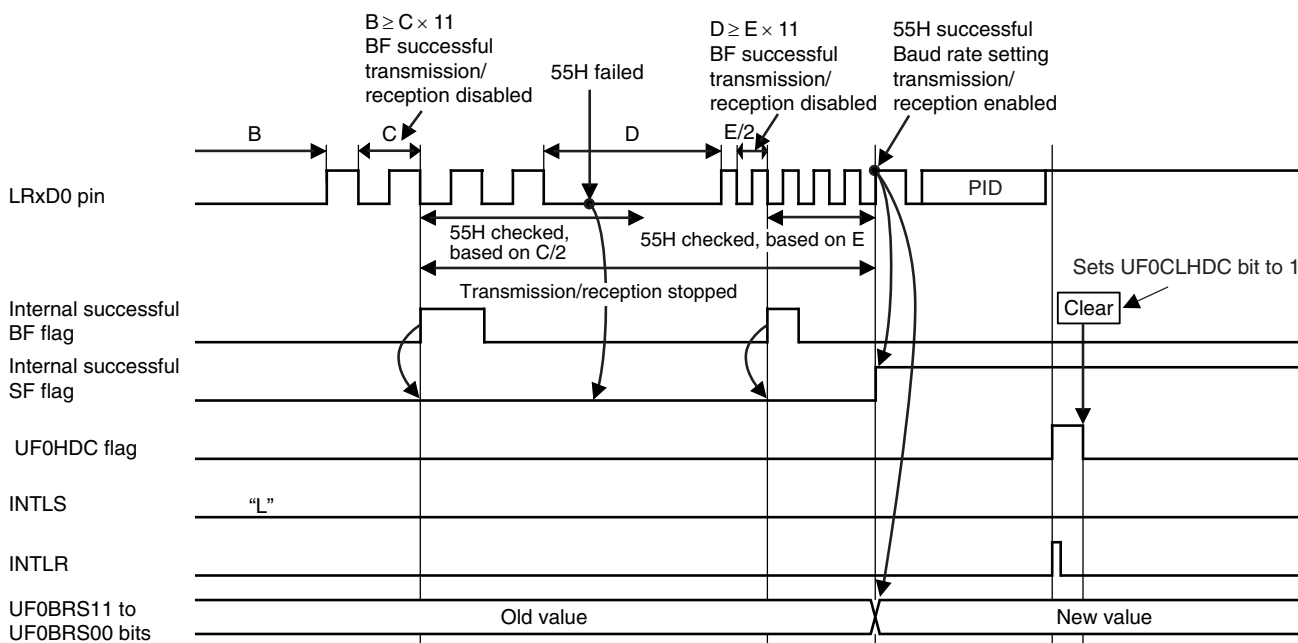 B ≥ C × 11
BF successful
transmission/
reception disabled
55H failed
D ≥ E × 11
BF successful
transmission/
reception disabled
55H successful
Baud rate setting
transmission/
reception enabled
B
C
D
E/2
LRxD0 pin
PID
55H checked,
based on C/2
55H checked, based on E
Transmission/reception stopped
Sets UF0CLHDC bit to 1
Clear
Internal successful
BF flag
Internal successful
SF flag
UF0HDC flag
INTLS
“L”
INTLR
UF0BRS11 to
UF0BRS00 bits
Old value
New value